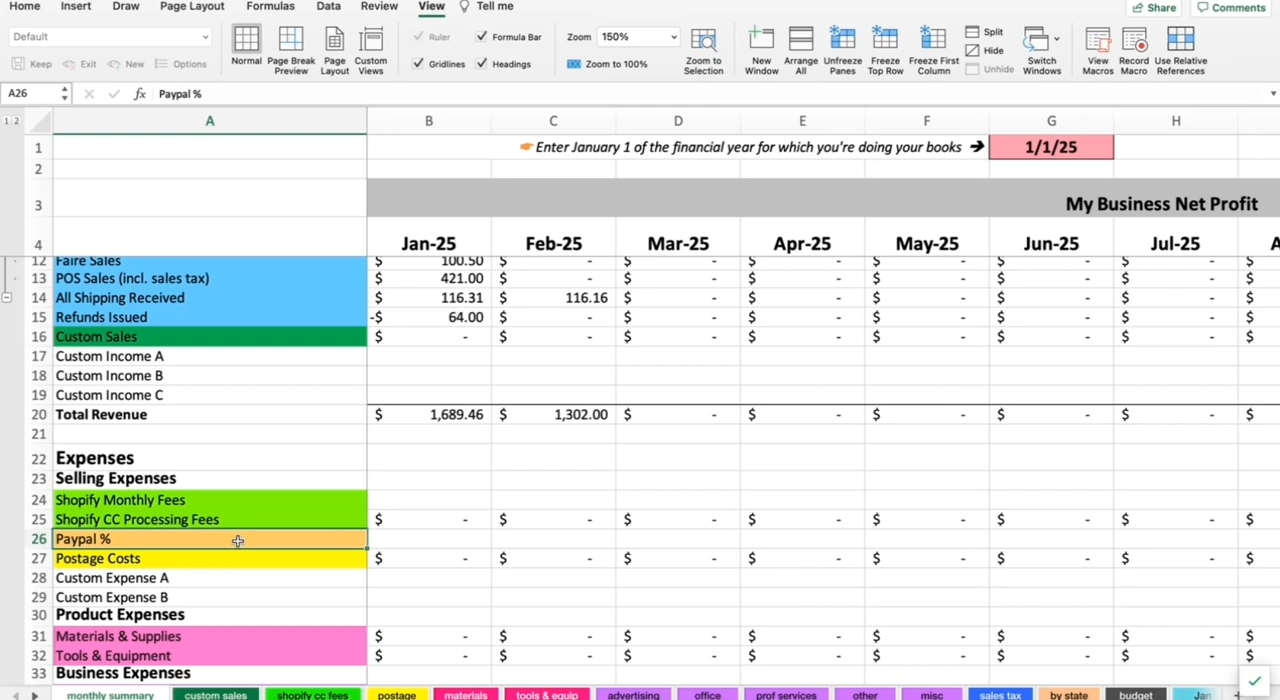 Home Insert Draw Page Layout Formulas Data Review View Tell me Share Comments
Default Ruler Formula Bar Zoom 150% Split
Keep Exit New Options Normal Page Break Preview Page Layout Custom Views Gridlines Headings Zoom to 100% Zoom to Selection New Window Arrange All Unfreeze Panes Freeze Top Row Freeze First Column Hide Unhide Switch Windows View Macros Record Macro Use Relative References
A26 fx Paypal %
1 2 A B C D E F G H
1 Enter January 1 of the financial year for which you're doing your books ➔ 1/1/25
2
3 My Business Net Profit
4 Jan-25 Feb-25 Mar-25 Apr-25 May-25 Jun-25 Jul-25 A
12 Faire Sales $ 100.50 $ - $ - $ - $ - $ - $ - $
13 POS Sales (incl. sales tax) $ 421.00 $ - $ - $ - $ - $ - $ - $
14 All Shipping Received $ 116.31 $ 116.16 $ - $ - $ - $ - $ - $
15 Refunds Issued -$ 64.00 $ - $ - $ - $ - $ - $ - $
16 Custom Sales $ - $ - $ - $ - $ - $ - $ - $
17 Custom Income A
18 Custom Income B
19 Custom Income C
20 Total Revenue $ 1,689.46 $ 1,302.00 $ - $ - $ - $ - $ - $
21
22 Expenses
23 Selling Expenses
24 Shopify Monthly Fees
25 Shopify CC Processing Fees $ - $ - $ - $ - $ - $ - $ - $
26 Paypal %
27 Postage Costs $ - $ - $ - $ - $ - $ - $ - $
28 Custom Expense A
29 Custom Expense B
30 Product Expenses
31 Materials & Supplies $ - $ - $ - $ - $ - $ - $ - $
32 Tools & Equipment $ - $ - $ - $ - $ - $ - $ - $
33 Business Expenses
monthly summary custom sales shopify cc fees postage materials tools & equip advertising office prof services other misc sales tax by state budget Jan